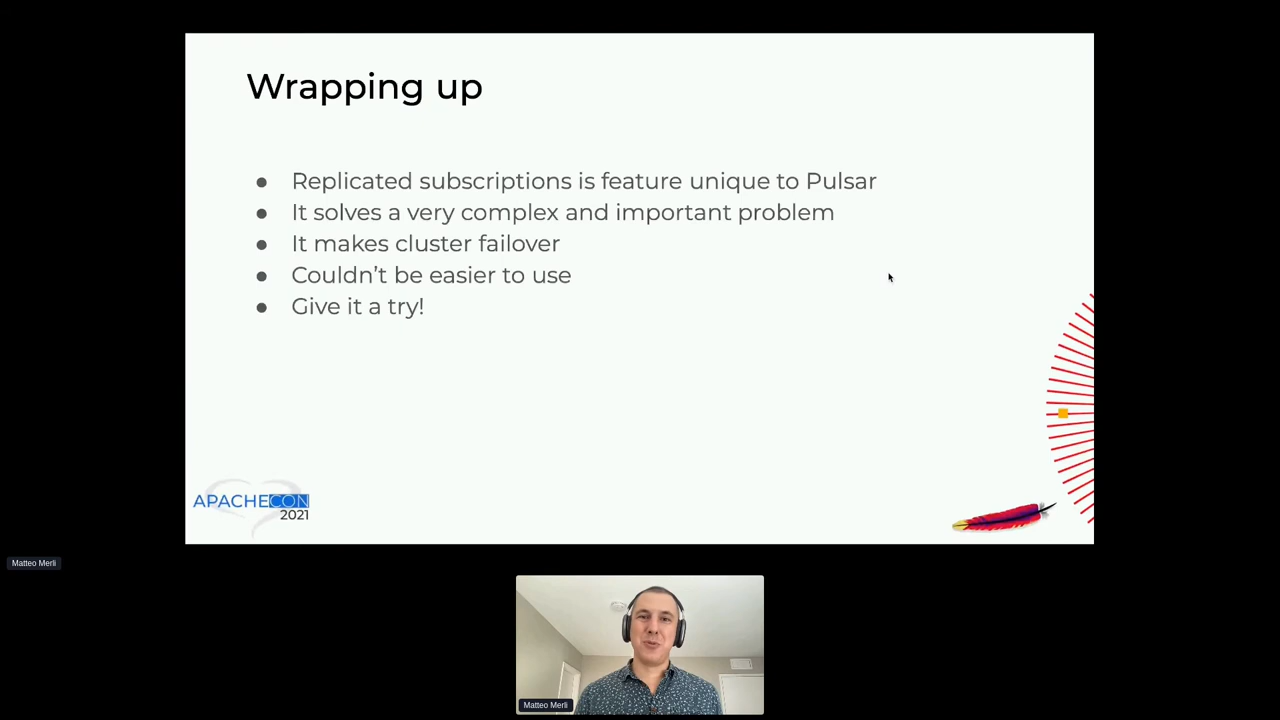 Wrapping up
● Replicated subscriptions is feature unique to Pulsar
● It solves a very complex and important problem
● It makes cluster failover
● Couldn’t be easier to use
● Give it a try!
APACHECON
2021
Matteo Merli
Matteo Merli